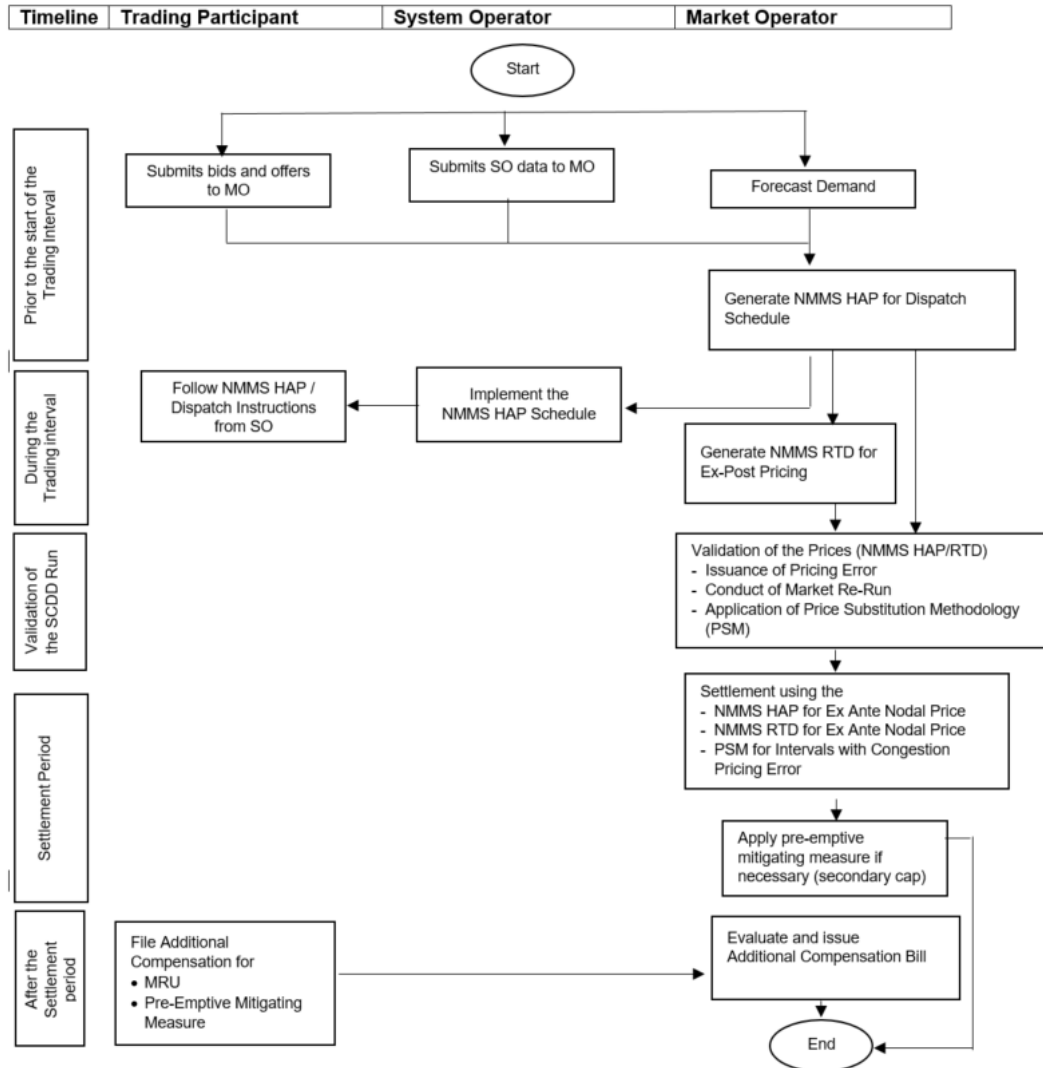 Timeline
Trading Participant
System Operator
Market Operator
Start
Prior to the start of the
Trading Interval
Submits bids and offers
to MO
Submits SO data to MO
Forecast Demand
Generate NMMS HAP for Dispatch
Schedule
During the
Trading interval
Follow NMMS HAP /
Dispatch Instructions
from SO
Implement the
NMMS HAP Schedule
Generate NMMS RTD for
Ex-Post Pricing
Validation of
the SCDD Run
Validation of the Prices (NMMS HAP/RTD)
- Issuance of Pricing Error
- Conduct of Market Re-Run
- Application of Price Substitution Methodology
(PSM)
Settlement Period
Settlement using the
- NMMS HAP for Ex Ante Nodal Price
- NMMS RTD for Ex Ante Nodal Price
- PSM for Intervals with Congestion
Pricing Error
Apply pre-emptive
mitigating measure if
necessary (secondary cap)
After the
Settlement
period
File Additional
Compensation for
• MRU
• Pre-Emptive Mitigating
Measure
Evaluate and issue
Additional Compensation Bill
End